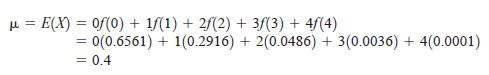 μ = E(X) = 0f(0) + 1f(1) + 2f(2) + 3f(3) + 4f(4)
= 0(0.6561) + 1(0.2916) + 2(0.0486) + 3(0.0036) + 4(0.0001)
= 0.4